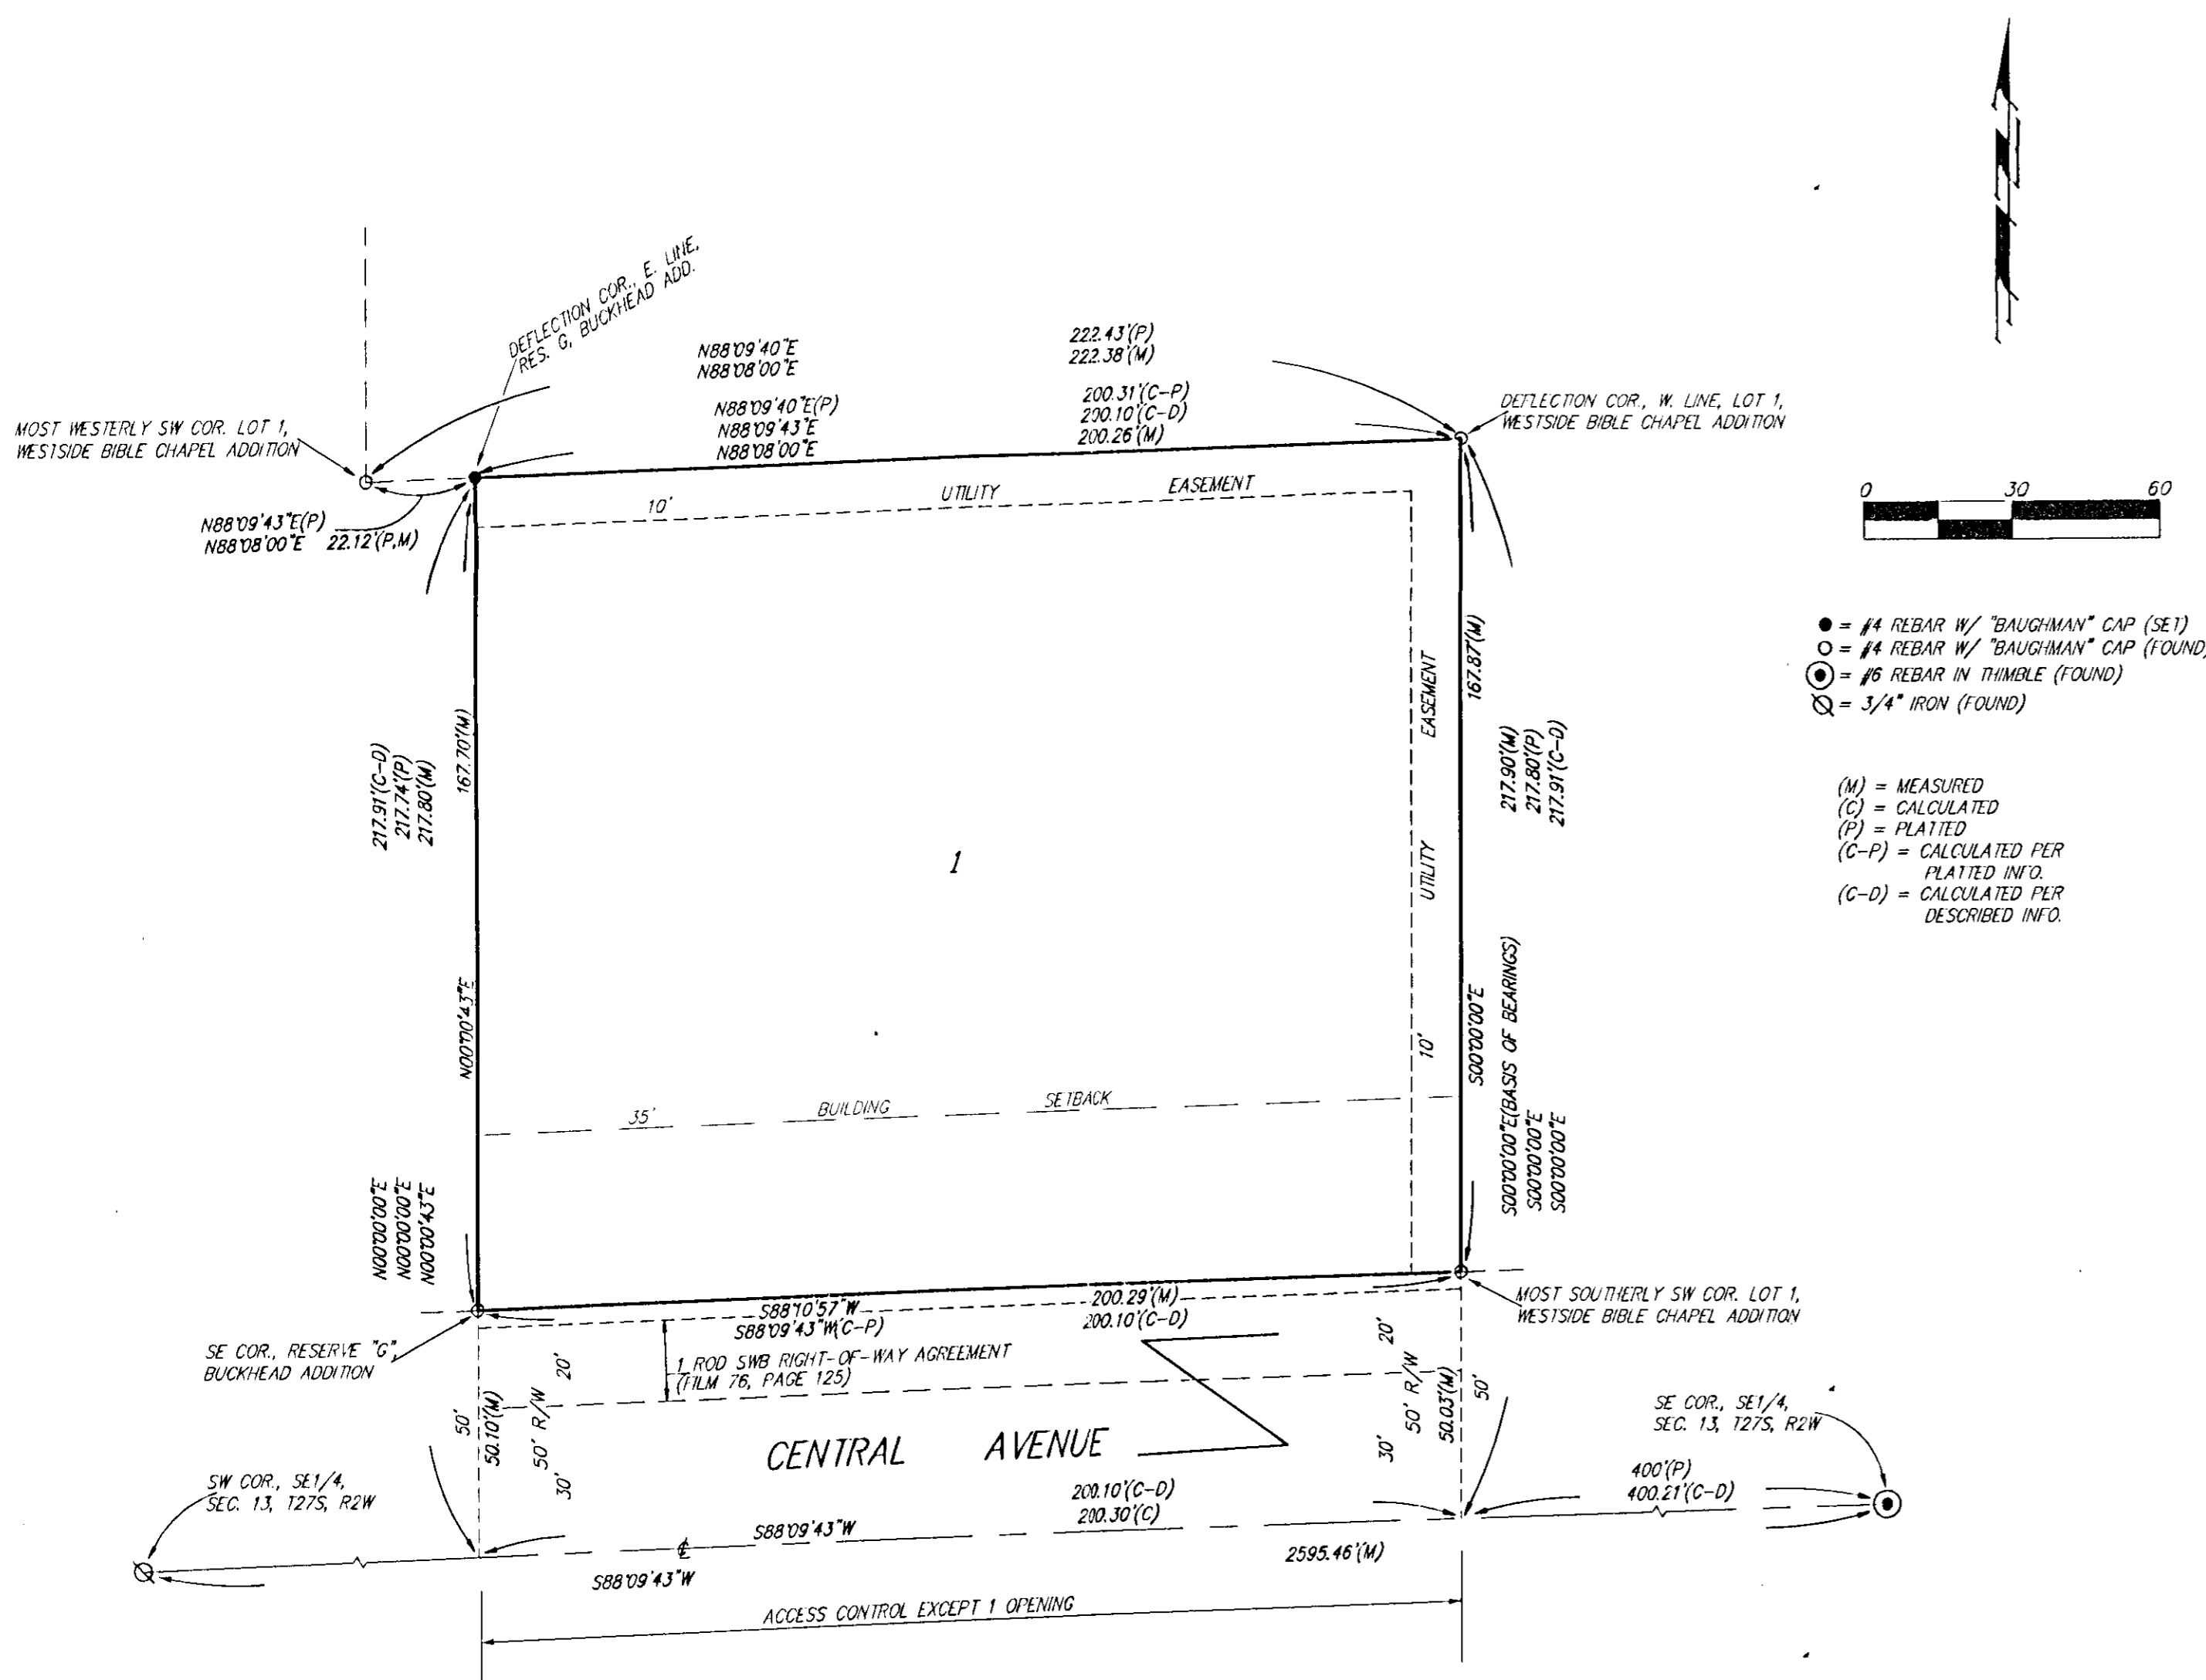 DEFLECTION COR., E. LINE,
RES. G, BUCKHEAD ADD.
N88°09'40"E
N88°08'00"E
222.43'(P)
222.38'(M)
N88°09'40"E(P)
N88°09'43"E
N88°08'00"E
200.31'(C-P)
200.10'(C-D)
200.26'(M)
DEFLECTION COR., W. LINE, LOT 1,
WESTSIDE BIBLE CHAPEL ADDITION
MOST WESTERLY SW COR. LOT 1,
WESTSIDE BIBLE CHAPEL ADDITION
N88°09'43"E(P)
N88°08'00"E 22.12'(P,M)
10' UTILITY EASEMENT
0 30 60
● = #4 REBAR W/ "BAUGHMAN" CAP (SET)
○ = #4 REBAR W/ "BAUGHMAN" CAP (FOUND)
= #6 REBAR IN THIMBLE (FOUND)
= 3/4" IRON (FOUND)
(M) = MEASURED
(C) = CALCULATED
(P) = PLATTED
(C-P) = CALCULATED PER
PLATTED INFO.
(C-D) = CALCULATED PER
DESCRIBED INFO.
217.91'(C-D)
217.74'(P)
217.80'(M)
167.70'(M)
N00°00'43"E
N00°00'00"E
N00°00'00"E
N00°00'43"E
1
10' UTILITY EASEMENT
167.87'(M)
217.90'(M)
217.80'(P)
217.91'(C-D)
S00°00'00"E
S00°00'00"E(BASIS OF BEARINGS)
S00°00'00"E
S00°00'00"E
35' BUILDING SETBACK
S88°10'57"W
S88°09'43"W(C-P)
200.29'(M)
200.10'(C-D)
MOST SOUTHERLY SW COR. LOT 1,
WESTSIDE BIBLE CHAPEL ADDITION
SE COR., RESERVE "G",
BUCKHEAD ADDITION
1 ROD SWB RIGHT-OF-WAY AGREEMENT
(FILM 76, PAGE 125)
50'
50.10'(M)
50' R/W
20'
30'
20'
30'
50' R/W
50.03'(M)
50'
CENTRAL AVENUE
SE COR., SE1/4,
SEC. 13, T27S, R2W
SW COR., SE1/4,
SEC. 13, T27S, R2W
400'(P)
400.21'(C-D)
200.10'(C-D)
200.30'(C)
S88°09'43"W
℄
S88°09'43"W
2595.46'(M)
ACCESS CONTROL EXCEPT 1 OPENING